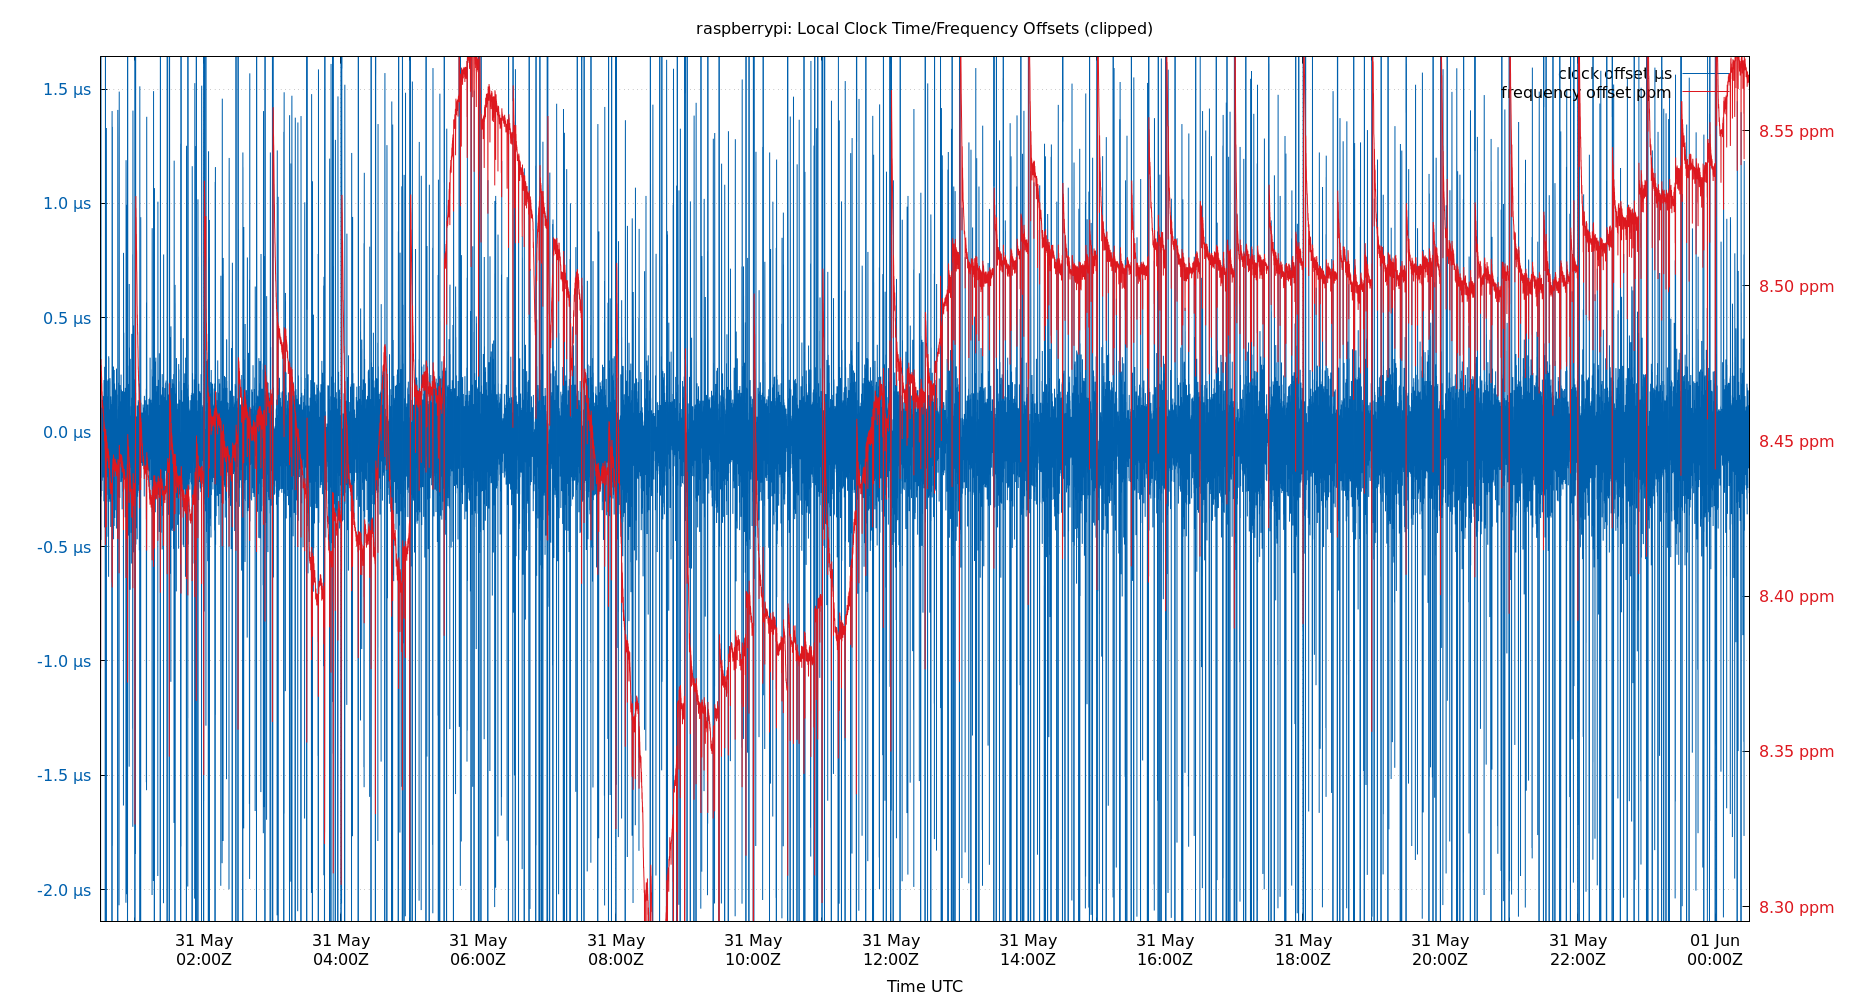 raspberrypi: Local Clock Time/Frequency Offsets (clipped)
clock offset µs
frequency offset ppm
1.5 µs
1.0 µs
0.5 µs
0.0 µs
-0.5 µs
-1.0 µs
-1.5 µs
-2.0 µs
8.55 ppm
8.50 ppm
8.45 ppm
8.40 ppm
8.35 ppm
8.30 ppm
31 May 31 May 31 May 31 May 31 May 31 May 31 May 31 May 31 May 31 May 31 May 01 Jun
02:00Z 04:00Z 06:00Z 08:00Z 10:00Z 12:00Z 14:00Z 16:00Z 18:00Z 20:00Z 22:00Z 00:00Z
Time UTC